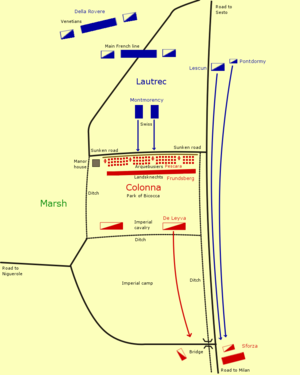 Della Rovere
Road to
Sesto
Venetians
Main French line
Lescun
Pontdormy
Lautrec
Montmorency
Swiss
Sunken road
Sunken road
Manor
house
Arquebusiers Pescara
Landsknechts Frundsberg
Colonna
Park of Bicocca
Ditch
Marsh
De Leyva
Imperial
cavalry
Ditch
Road to
Niguerole
Imperial camp
Ditch
Sforza
Bridge
Road to Milan